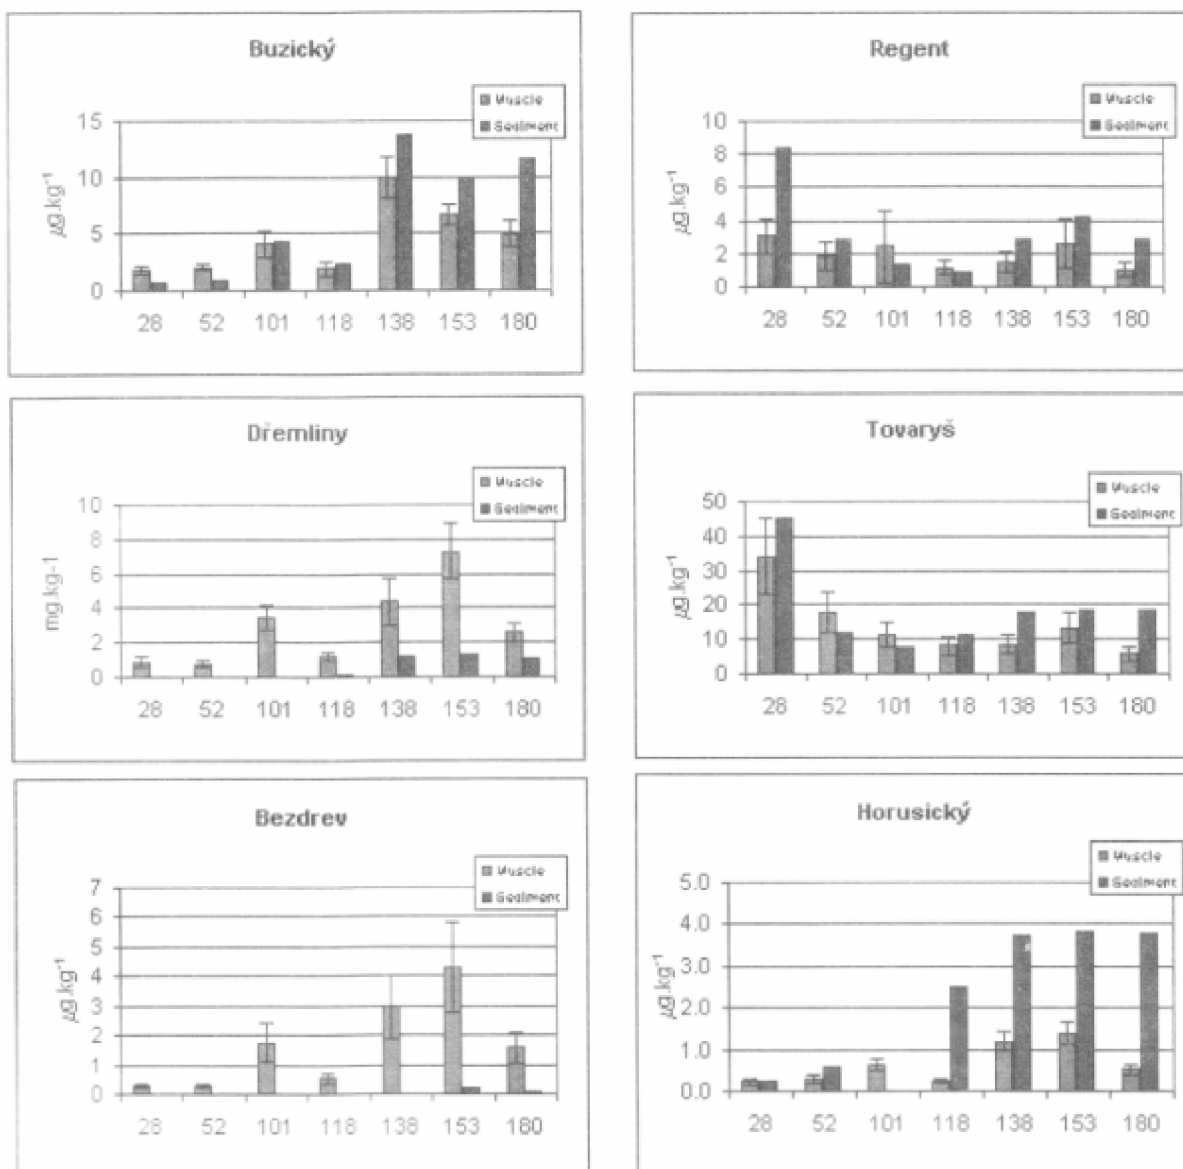 Buzický
Muscle
Sediment
15
10
5
0
µg.kg-1
28 52 101 118 138 153 180
Regent
Muscle
Sediment
10
8
6
4
2
0
µg.kg-1
28 52 101 118 138 153 180
Dřemliny
Muscle
Sediment
10
8
6
4
2
0
mg.kg-1
28 52 101 118 138 153 180
Tovaryš
Muscle
Sediment
50
40
30
20
10
0
µg.kg-1
28 52 101 118 138 153 180
Bezdrev
Muscle
Sediment
7
6
5
4
3
2
1
0
µg.kg-1
28 52 101 118 138 153 180
Horusický
Muscle
Sediment
5.0
4.0
3.0
2.0
1.0
0.0
µg.kg-1
28 52 101 118 138 153 180